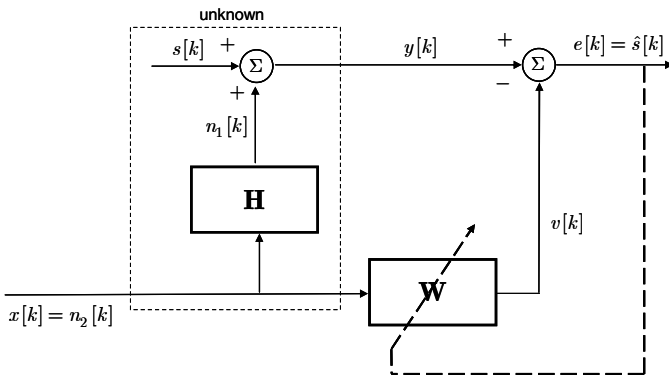 unknown
s[k]
+
Σ
+
y[k]
+
Σ
−
e[k] = ŝ[k]
n₁[k]
H
v[k]
W
x[k] = n₂[k]